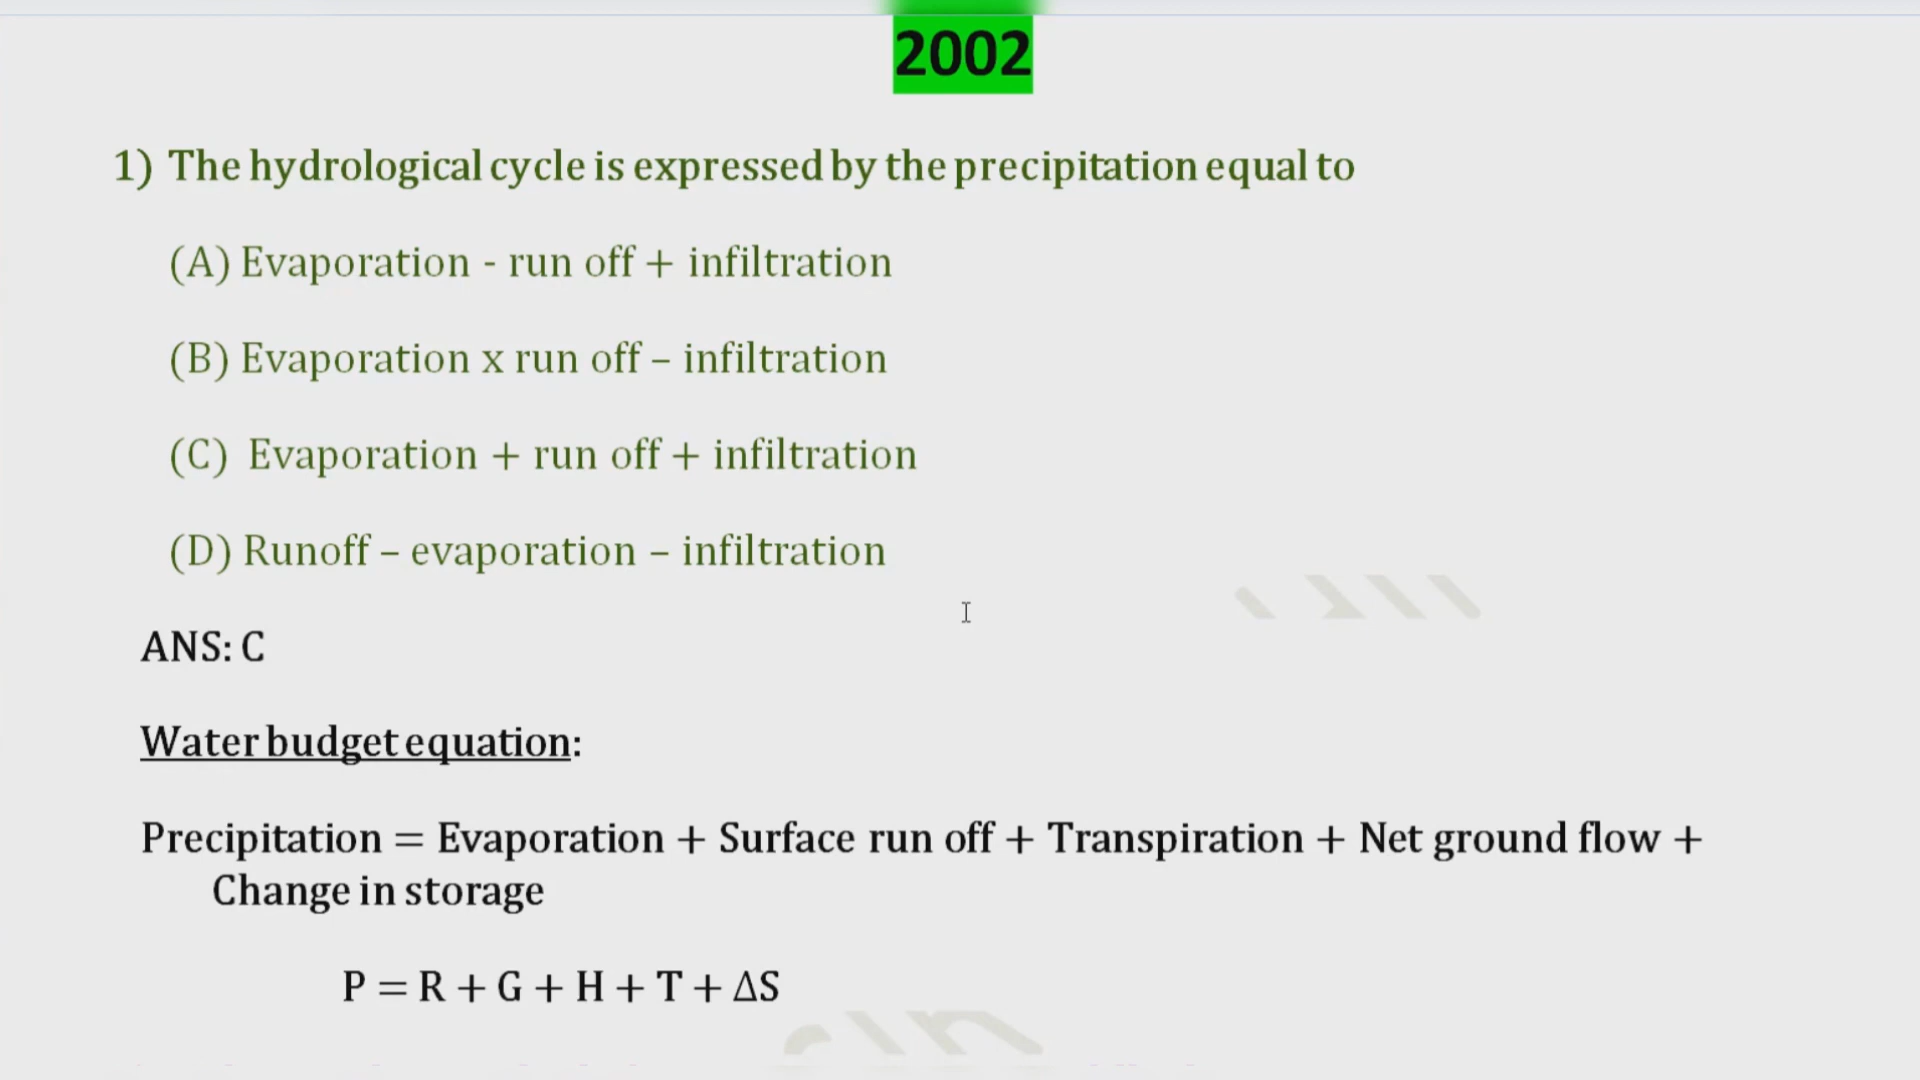 2002
1) The hydrological cycle is expressed by the precipitation equal to
(A) Evaporation - run off + infiltration
(B) Evaporation x run off – infiltration
(C) Evaporation + run off + infiltration
(D) Runoff – evaporation – infiltration
ANS: C
Water budget equation:
Precipitation = Evaporation + Surface run off + Transpiration + Net ground flow +
Change in storage
P = R + G + H + T + ΔS